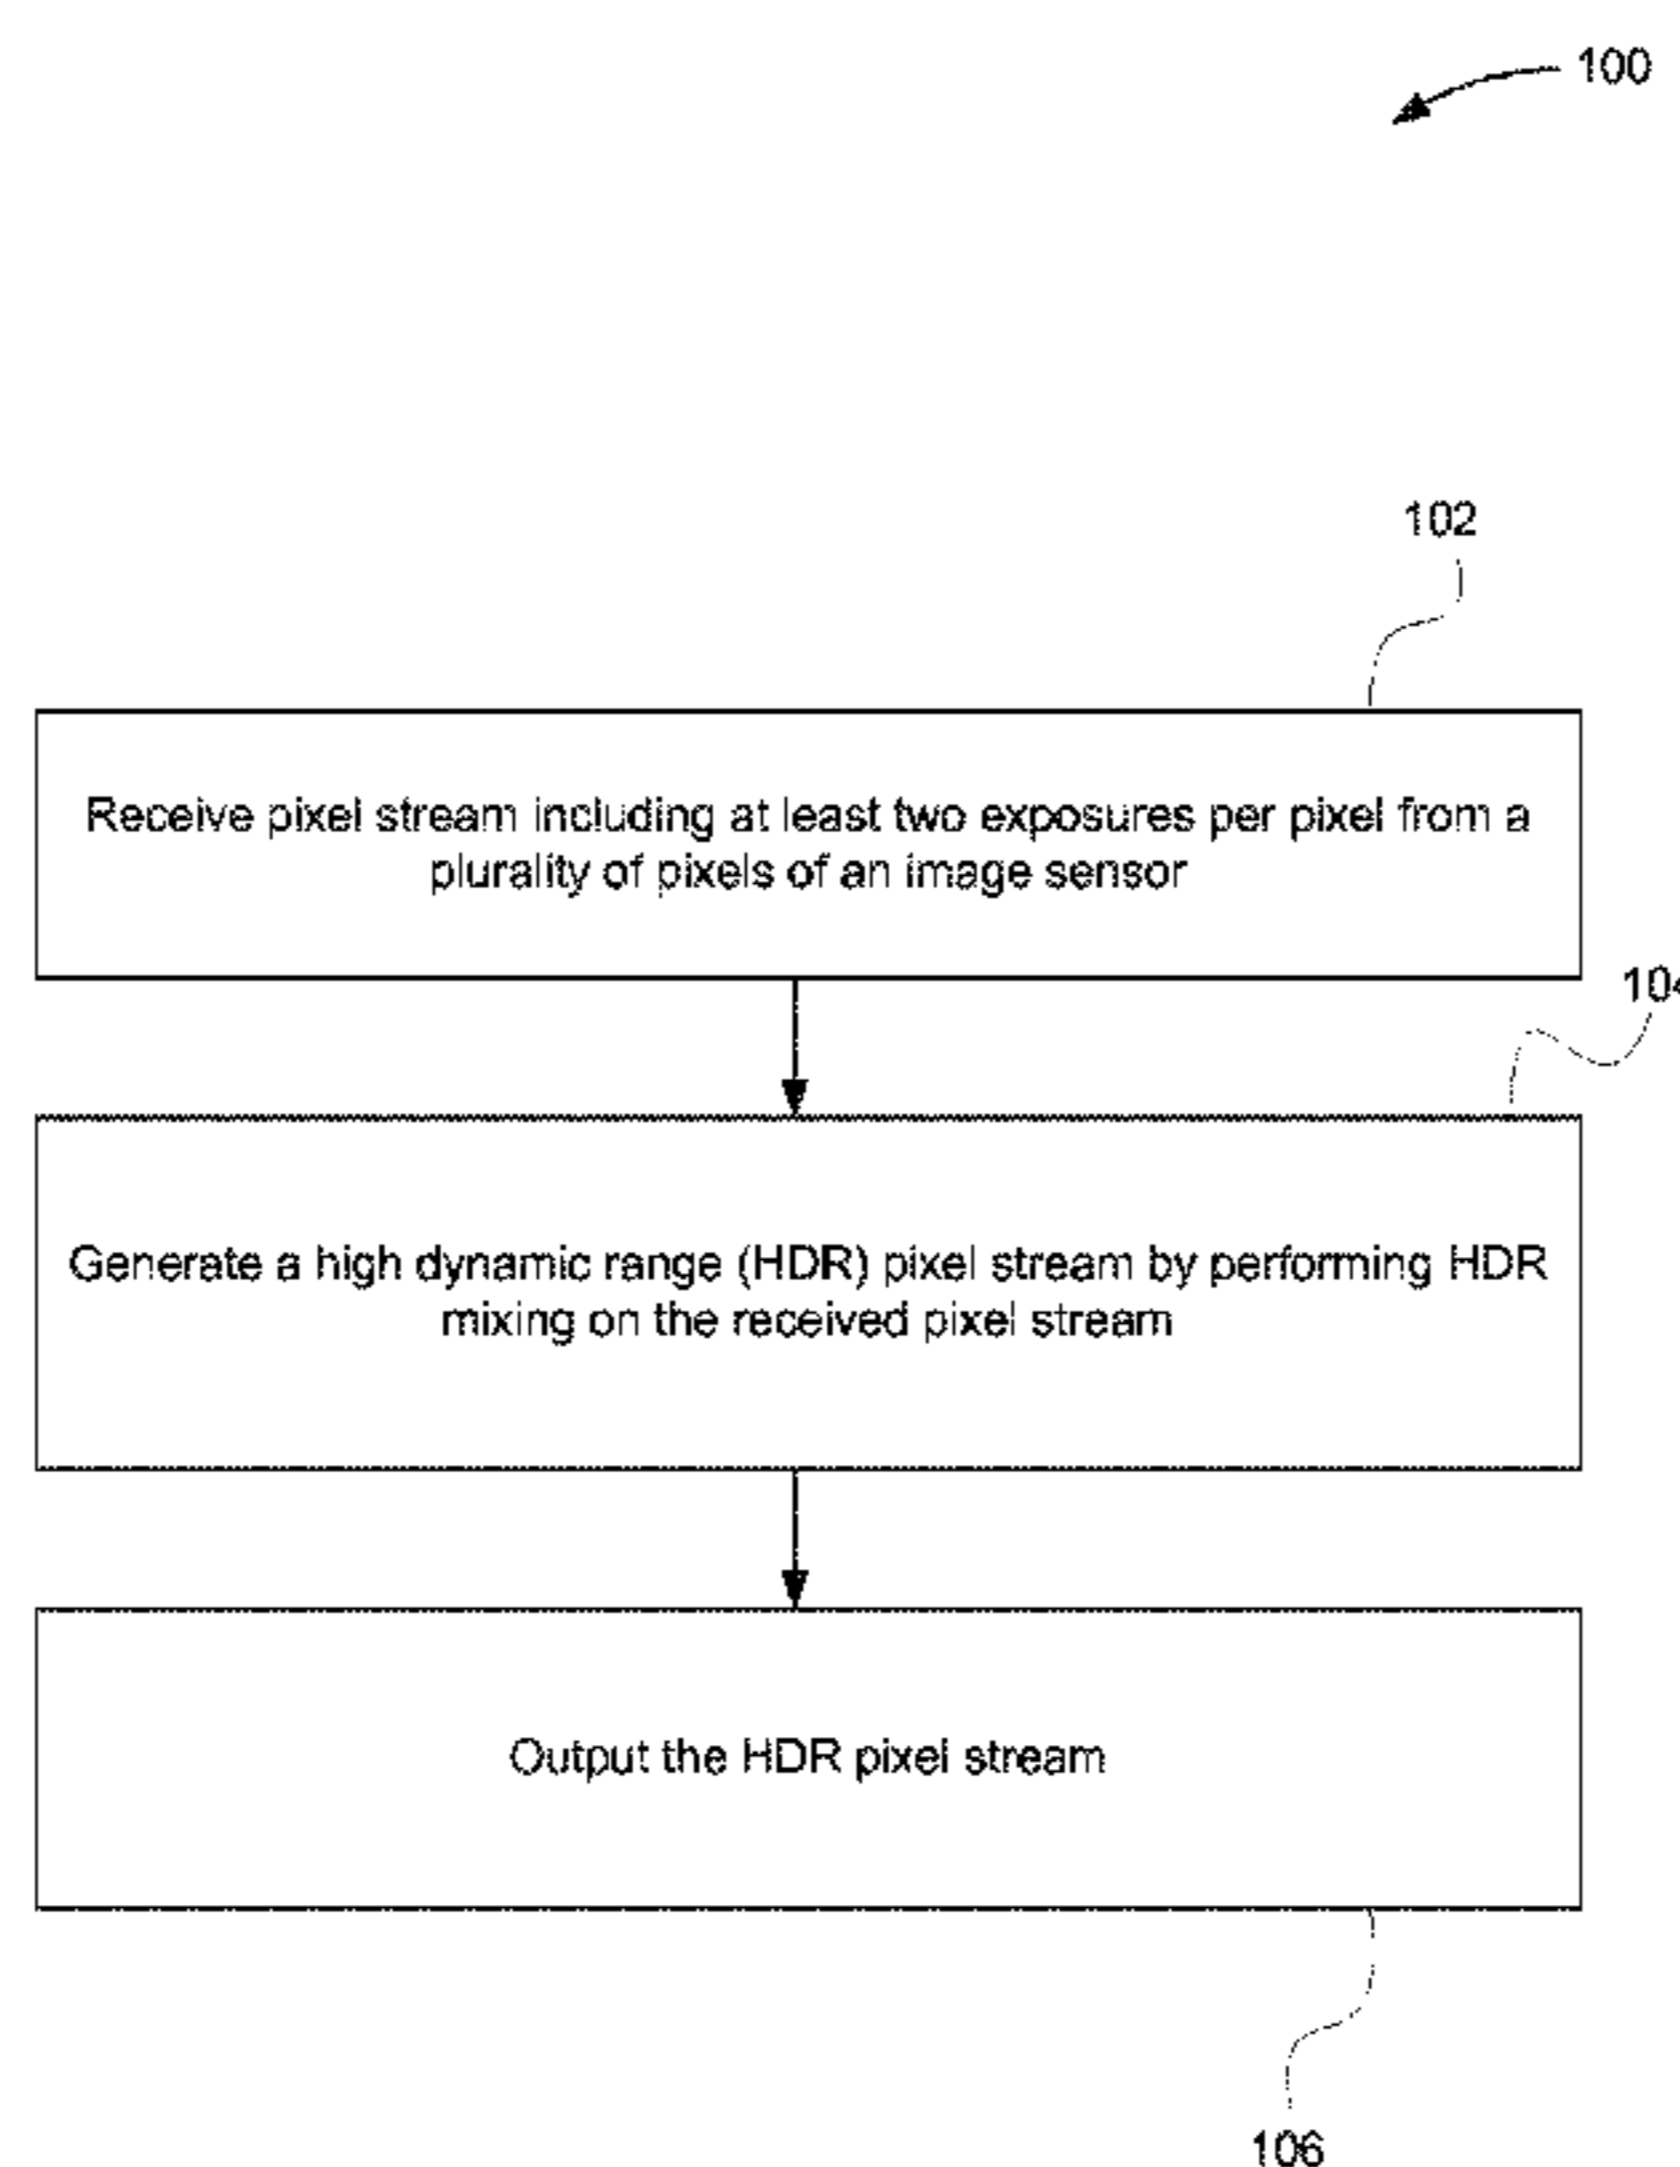 100
102
Receive pixel stream including at least two exposures per pixel from a
plurality of pixels of an image sensor
104
Generate a high dynamic range (HDR) pixel stream by performing HDR
mixing on the received pixel stream
Output the HDR pixel stream
106